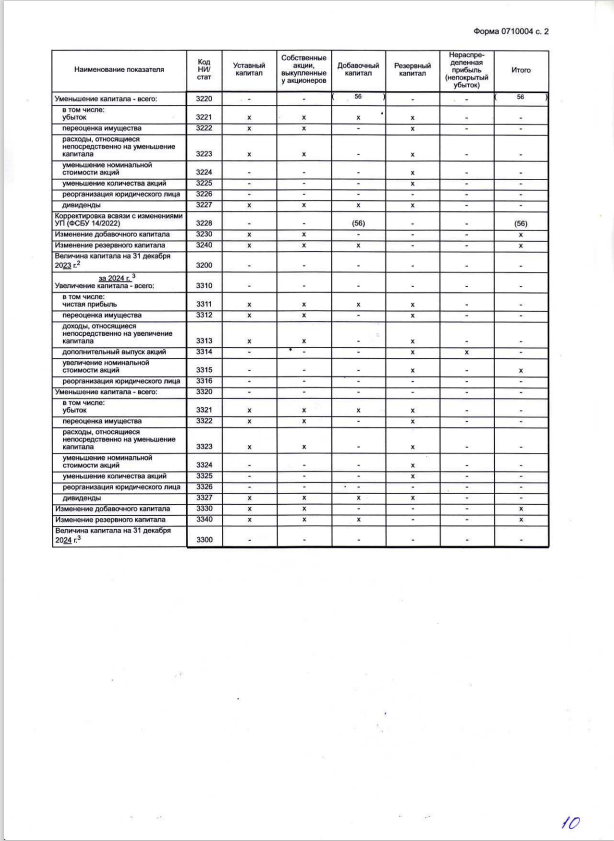 Форма 0710004 с. 2
Наименование показателя | Код НИ/ стат | Уставный капитал | Собственные акции, выкупленные у акционеров | Добавочный капитал | Резервный капитал | Нераспре- деленная прибыль (непокрытый убыток) | Итого
Уменьшение капитала - всего: | 3220 | - | - | ( 56 ) | - | - | ( 56 )
в том числе:
убыток | 3221 | x | x | x | x | - | -
переоценка имущества | 3222 | x | x | - | x | - | -
расходы, относящиеся
непосредственно на уменьшение
капитала | 3223 | x | x | - | x | - | -
уменьшение номинальной
стоимости акций | 3224 | - | - | - | x | - | -
уменьшение количества акций | 3225 | - | - | - | x | - | -
реорганизация юридического лица | 3226 | - | - | - | - | - | -
дивиденды | 3227 | x | x | x | x | - | -
Корректировка всвязи с изменениями
УП (ФСБУ 14/2022) | 3228 | - | - | (56) | - | - | (56)
Изменение добавочного капитала | 3230 | x | x | - | - | - | x
Изменение резервного капитала | 3240 | x | x | x | - | - | x
Величина капитала на 31 декабря
2023 г.2 | 3200 | - | - | - | - | - | -
за 2024 г. 3
Увеличение капитала - всего: | 3310 | - | - | - | - | - | -
в том числе:
чистая прибыль | 3311 | x | x | x | x | - | -
переоценка имущества | 3312 | x | x | - | x | - | -
доходы, относящиеся
непосредственно на увеличение
капитала | 3313 | x | x | - | x | - | -
дополнительный выпуск акций | 3314 | - | - | - | x | x | -
увеличение номинальной
стоимости акций | 3315 | - | - | - | x | - | x
реорганизация юридического лица | 3316 | - | - | - | - | - | -
Уменьшение капитала - всего: | 3320 | - | - | - | - | - | -
в том числе:
убыток | 3321 | x | x | x | x | - | -
переоценка имущества | 3322 | x | x | - | x | - | -
расходы, относящиеся
непосредственно на уменьшение
капитала | 3323 | x | x | - | x | - | -
уменьшение номинальной
стоимости акций | 3324 | - | - | - | x | - | -
уменьшение количества акций | 3325 | - | - | - | x | - | -
реорганизация юридического лица | 3326 | - | - | - | - | - | -
дивиденды | 3327 | x | x | x | x | - | -
Изменение добавочного капитала | 3330 | x | x | - | - | - | x
Изменение резервного капитала | 3340 | x | x | x | - | - | x
Величина капитала на 31 декабря
2024 г.3 | 3300 | - | - | - | - | - | -
10